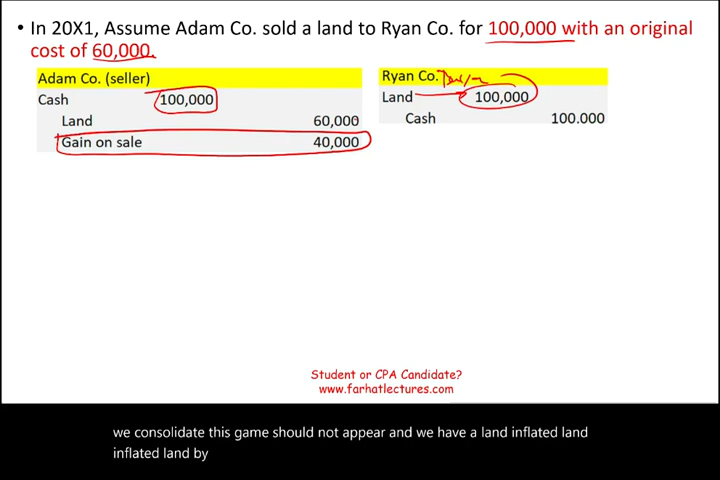 • In 20X1, Assume Adam Co. sold a land to Ryan Co. for 100,000 with an original
cost of 60,000.
Adam Co. (seller)
Cash 100,000
Land 60,000
Gain on sale 40,000
Ryan Co.
Land 100,000
Cash 100.000
Student or CPA Candidate?
www.farhatlectures.com
we consolidate this game should not appear and we have a land inflated land
inflated land by